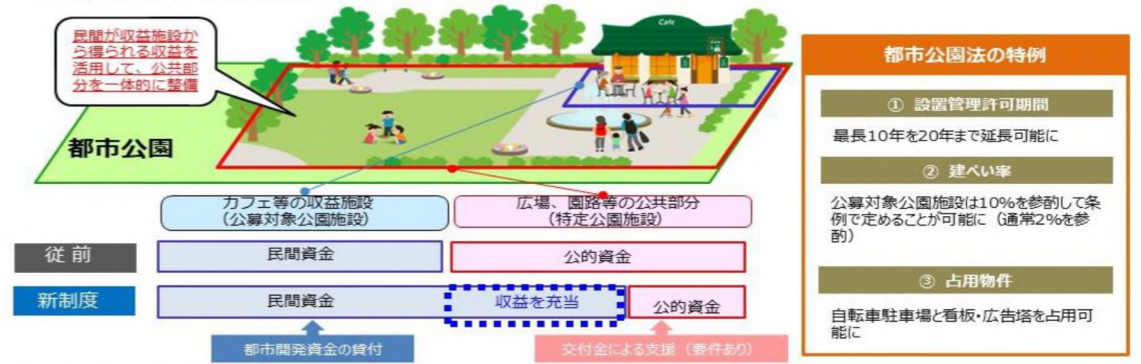 民間が収益施設か
ら得られる収益を
活用して、公共部
分を一体的に整備
Cafe
都市公園
カフェ等の収益施設
(公募対象公園施設)
広場、園路等の公共部分
(特定公園施設)
従前
民間資金
公的資金
新制度
民間資金
収益を充当
公的資金
都市開発資金の貸付
交付金による支援(要件あり)
都市公園法の特例
① 設置管理許可期間
最長10年を20年まで延長可能に
② 建ぺい率
公募対象公園施設は10%を参酌して条
例で定めることが可能に(通常2%を参
酌)
③ 占用物件
自転車駐車場と看板・広告塔を占用可
能に